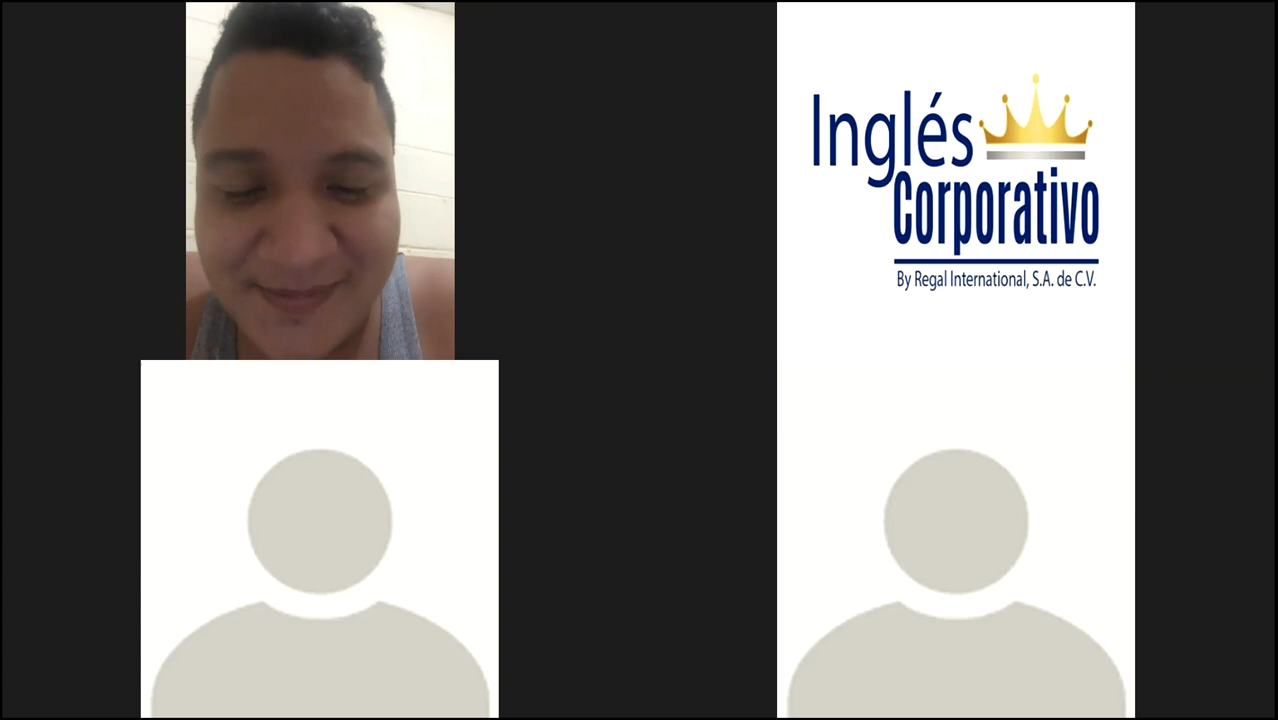 Inglés
Corporativo
By Regal International, S.A. de C.V.